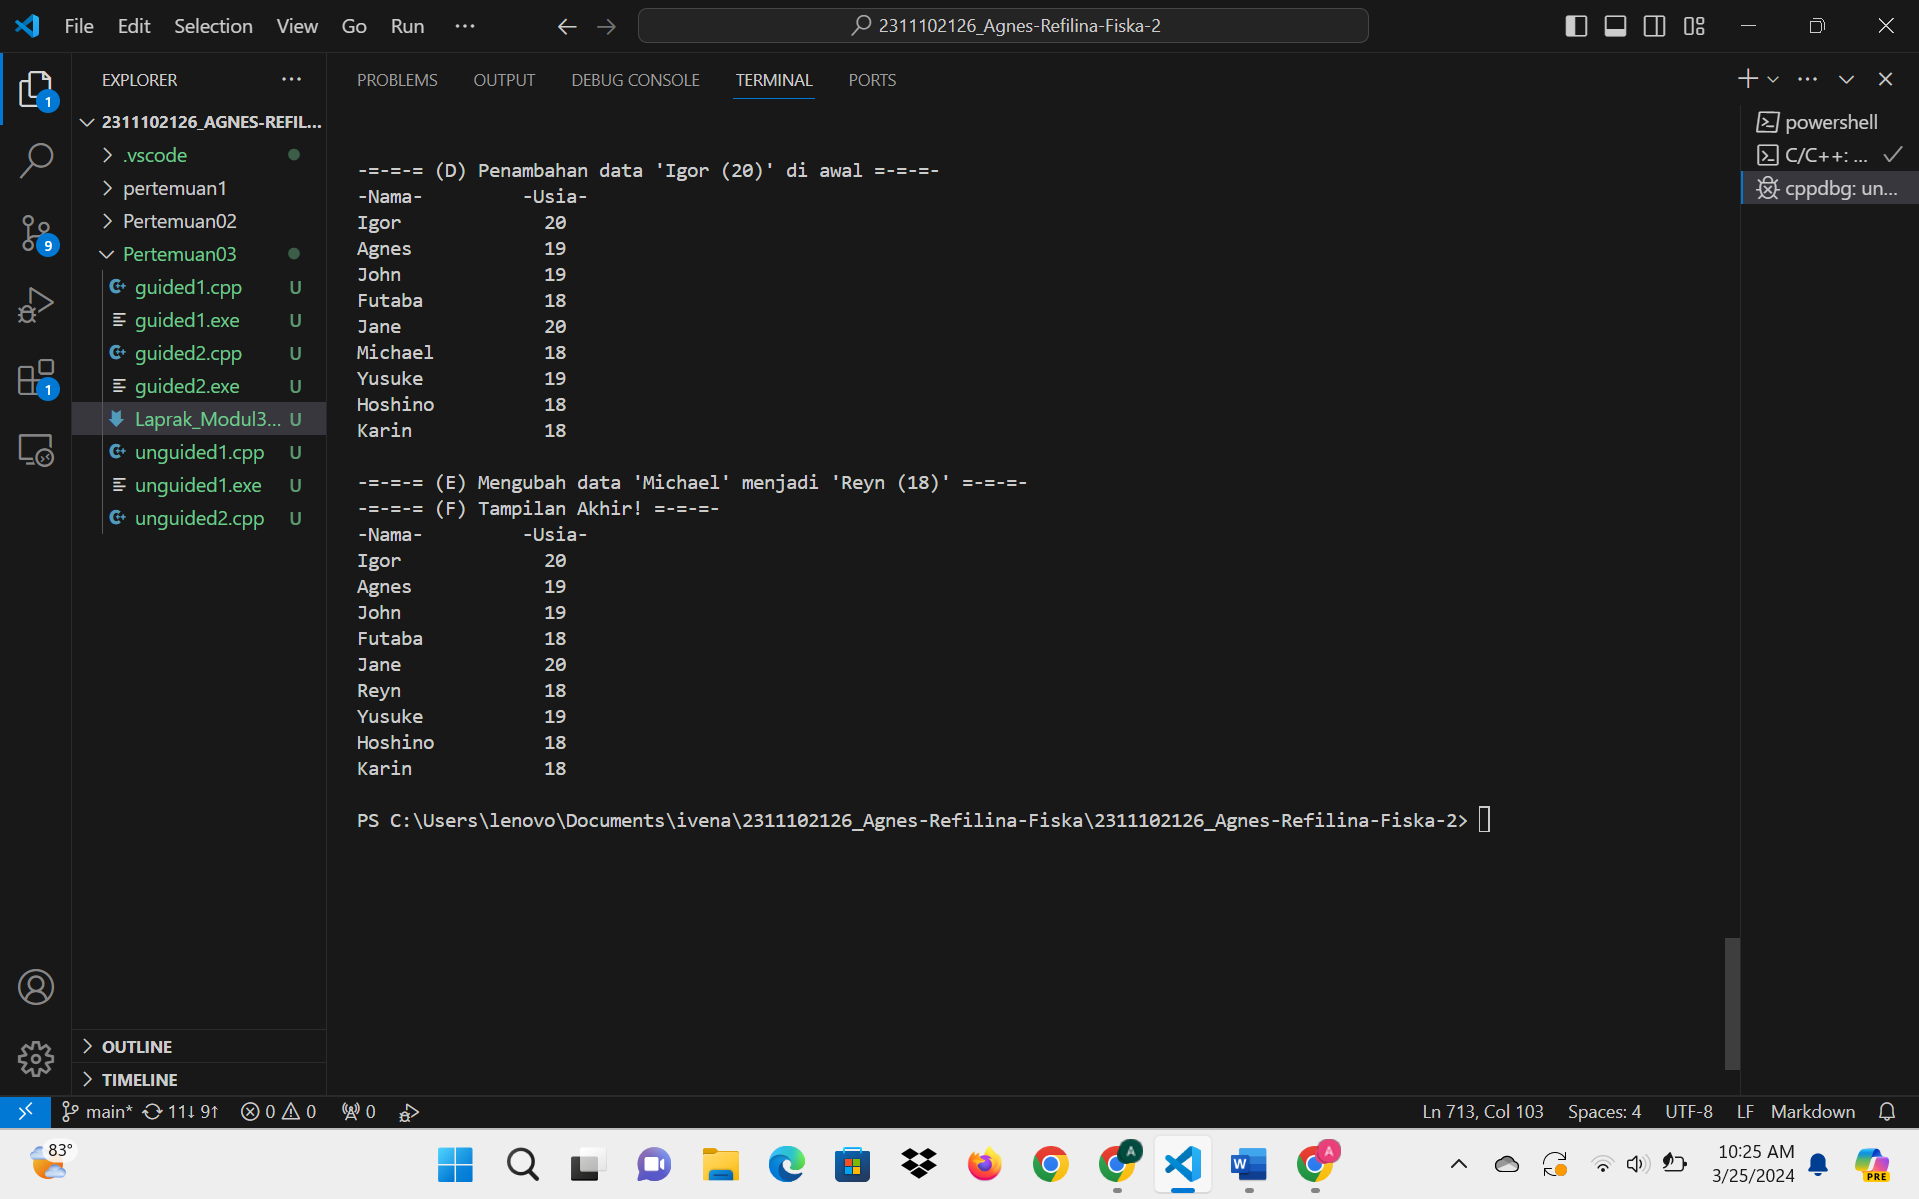 File Edit Selection View Go Run ··· 2311102126_Agnes-Refilina-Fiska-2
EXPLORER
2311102126_AGNES-REFIL...
.vscode
pertemuan1
Pertemuan02
Pertemuan03
guided1.cpp U
guided1.exe U
guided2.cpp U
guided2.exe U
Laprak_Modul3... U
unguided1.cpp U
unguided1.exe U
unguided2.cpp U
OUTLINE
TIMELINE
1
9
1
PROBLEMS OUTPUT DEBUG CONSOLE TERMINAL PORTS
-=-=-= (D) Penambahan data 'Igor (20)' di awal =-=-=-
-Nama- -Usia-
Igor 20
Agnes 19
John 19
Futaba 18
Jane 20
Michael 18
Yusuke 19
Hoshino 18
Karin 18
-=-=-= (E) Mengubah data 'Michael' menjadi 'Reyn (18)' =-=-=-
-=-=-= (F) Tampilan Akhir! =-=-=-
-Nama- -Usia-
Igor 20
Agnes 19
John 19
Futaba 18
Jane 20
Reyn 18
Yusuke 19
Hoshino 18
Karin 18
PS C:\Users\lenovo\Documents\ivena\2311102126_Agnes-Refilina-Fiska\2311102126_Agnes-Refilina-Fiska-2>
powershell
C/C++: ...
cppdbg: un...
main* 11↓ 9↑ 0 0 0 Ln 713, Col 103 Spaces: 4 UTF-8 LF Markdown
83°
W
A
A
10:25 AM
3/25/2024
PRE